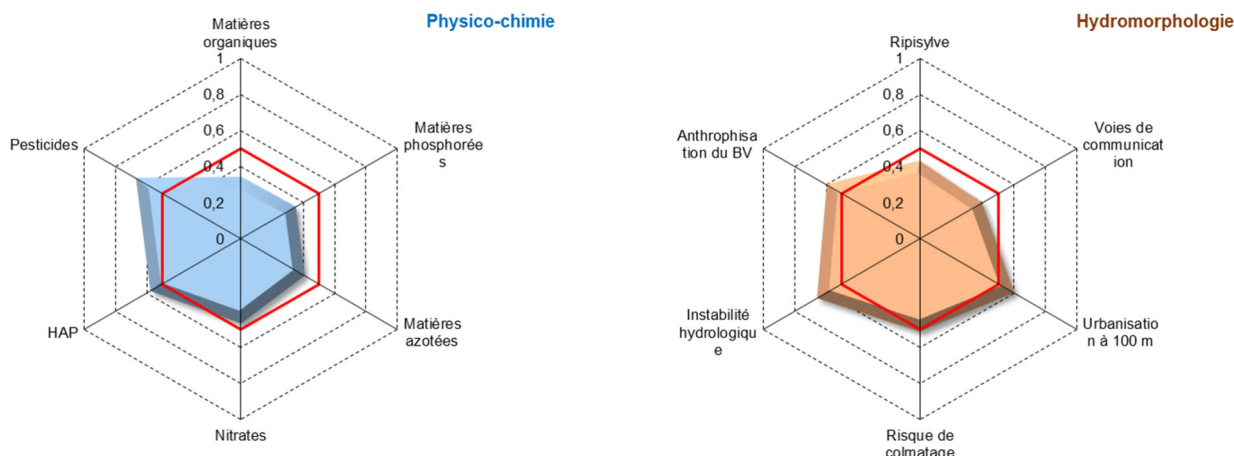 Physico-chimie
Matières
organiques
1
0,8
0,6
0,4
0,2
0
Matières
phosphorée
s
Matières
azotées
Nitrates
HAP
Pesticides
Hydromorphologie
Ripisylve
1
0,8
0,6
0,4
0,2
0
Voies de
communicat
ion
Urbanisatio
n à 100 m
Risque de
colmatage
Instabilité
hydrologiqu
e
Anthrophisa
tion du BV